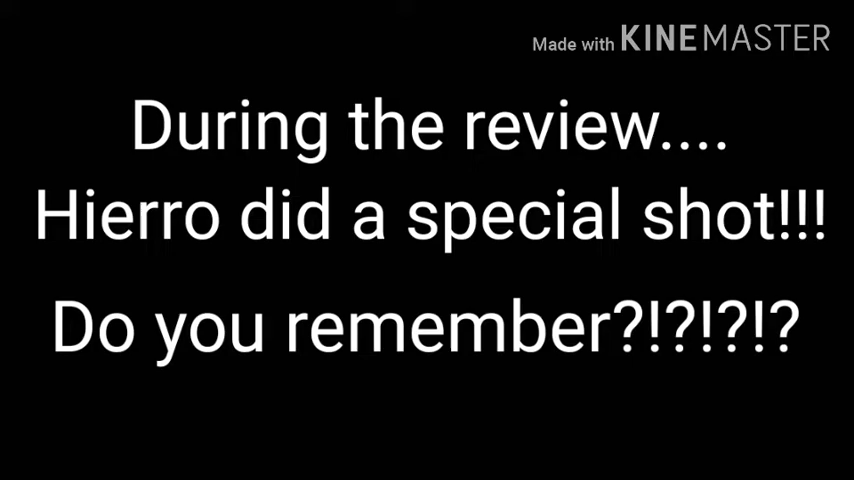 Made with KINEMASTER
During the review....
Hierro did a special shot!!!
Do you remember?!?!?!?